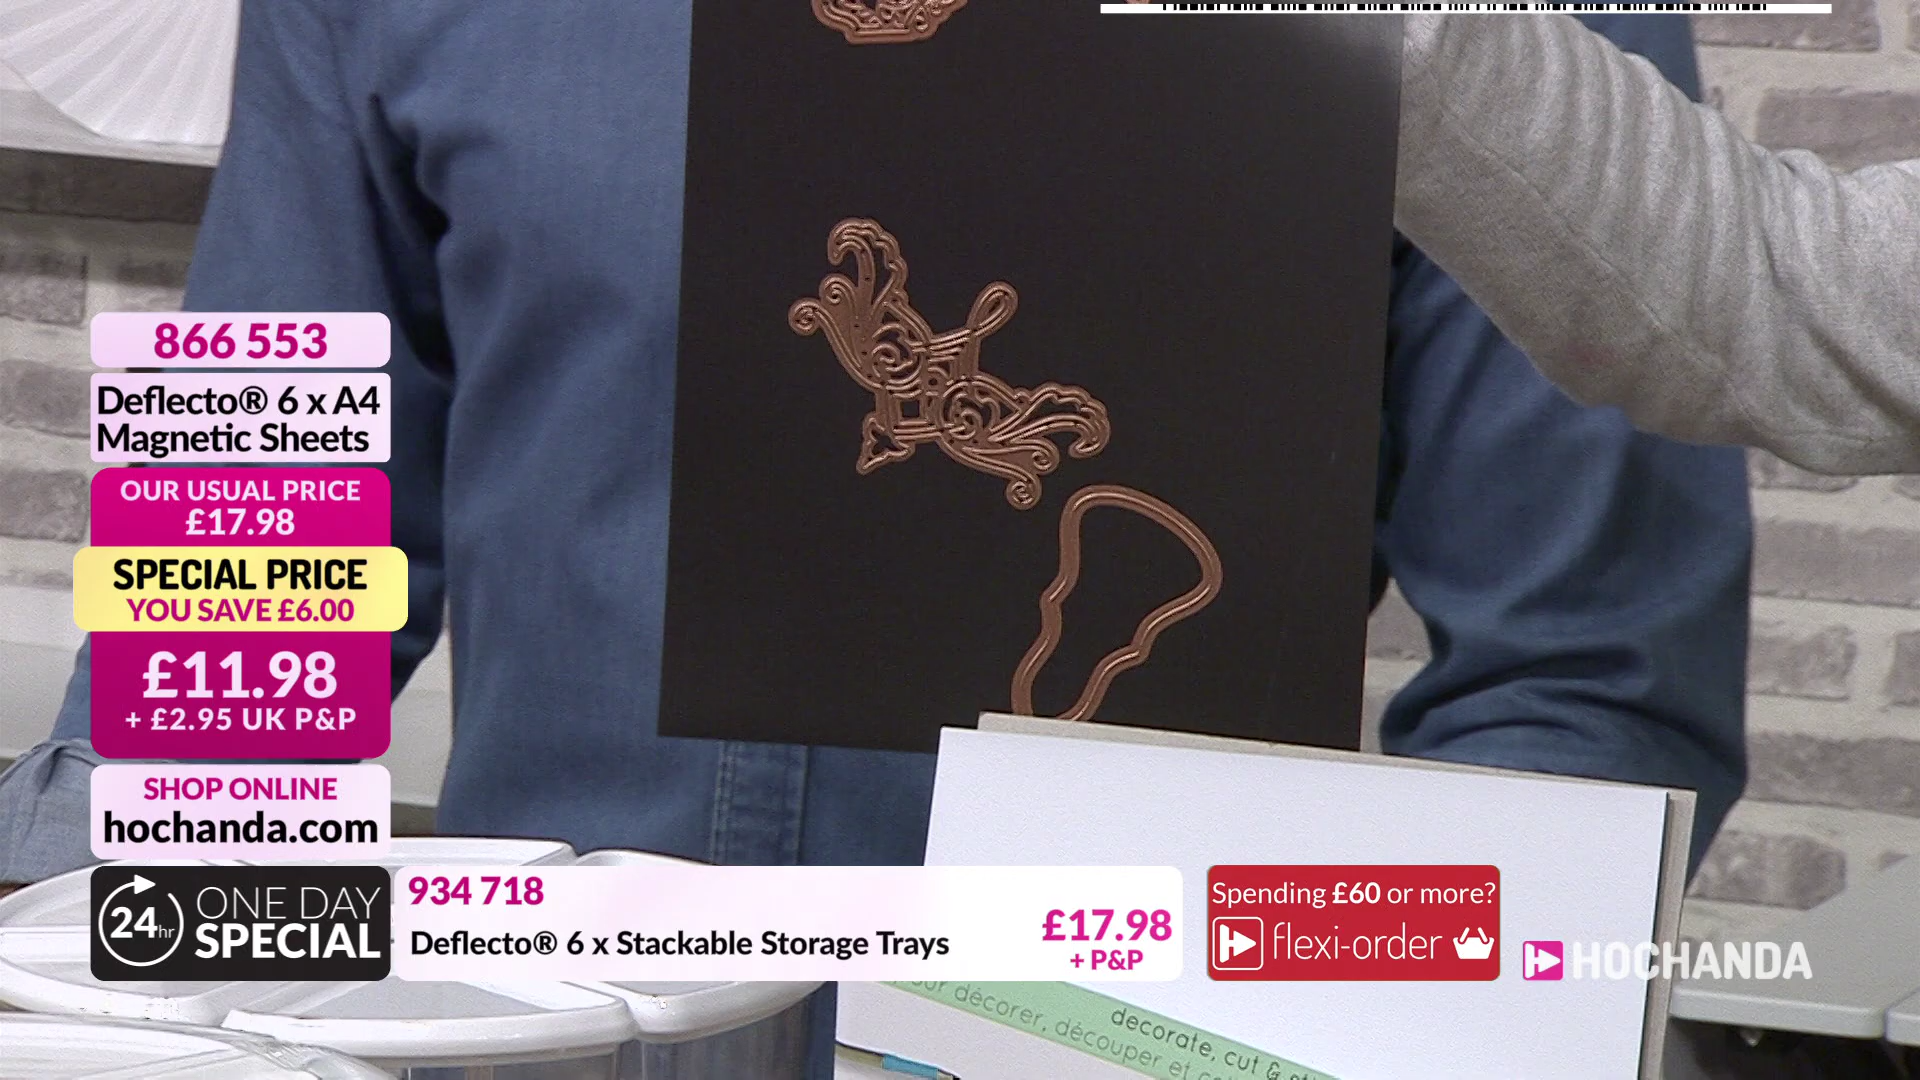 866 553
Deflecto® 6 x A4
Magnetic Sheets
OUR USUAL PRICE
£17.98
SPECIAL PRICE
YOU SAVE £6.00
£11.98
+ £2.95 UK P&P
SHOP ONLINE
hochanda.com
24hr
ONE DAY
SPECIAL
934 718
Deflecto® 6 x Stackable Storage Trays
£17.98
+ P&P
Spending £60 or more?
flexi-order
HOCHANDA
décorer, découper et
decorate, cut &